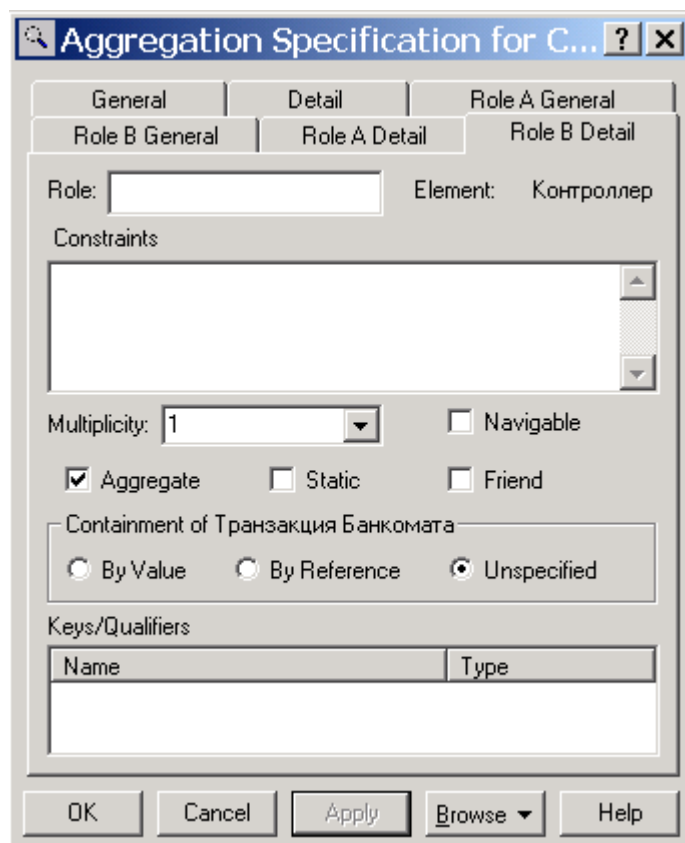 Aggregation Specification for C...
General Detail Role A General
Role B General Role A Detail Role B Detail
Role: Element: Контроллер
Constraints
Multiplicity: 1 Navigable
Aggregate Static Friend
Containment of Транзакция Банкомата
By Value By Reference Unspecified
Keys/Qualifiers
Name Type
OK Cancel Apply Browse Help